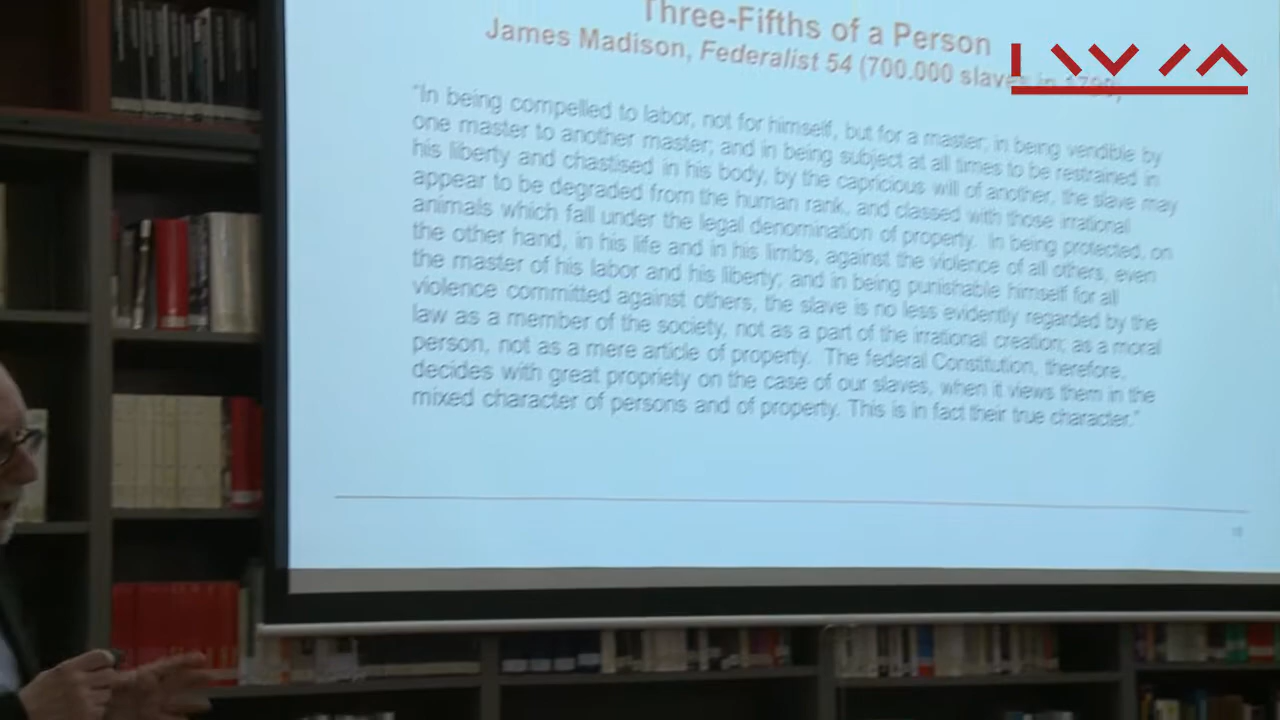 Three-Fifths of a Person
James Madison, Federalist 54 (700.000 slaves in 1790)
"In being compelled to labor, not for himself, but for a master; in being vendible by
one master to another master; and in being subject at all times to be restrained in
his liberty and chastised in his body, by the capricious will of another, the slave may
appear to be degraded from the human rank, and classed with those irrational
animals which fall under the legal denomination of property. In being protected, on
the other hand, in his life and in his limbs, against the violence of all others, even
the master of his labor and his liberty; and in being punishable himself for all
violence committed against others, the slave is no less evidently regarded by the
law as a member of the society, not as a part of the irrational creation; as a moral
person, not as a mere article of property. The federal Constitution, therefore,
decides with great propriety on the case of our slaves, when it views them in the
mixed character of persons and of property. This is in fact their true character."